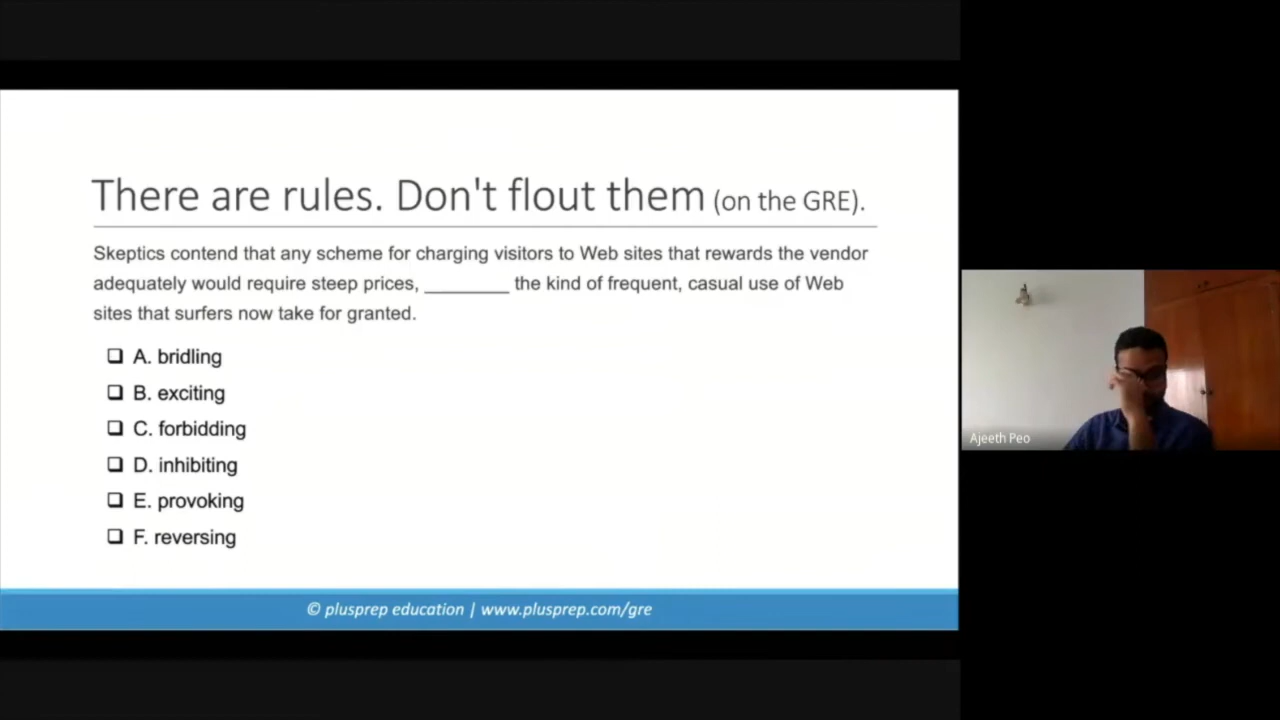 There are rules. Don't flout them (on the GRE).
Skeptics contend that any scheme for charging visitors to Web sites that rewards the vendor
adequately would require steep prices, ________ the kind of frequent, casual use of Web
sites that surfers now take for granted.
❑ A. bridling
❑ B. exciting
❑ C. forbidding
❑ D. inhibiting
❑ E. provoking
❑ F. reversing
© plusprep education | www.plusprep.com/gre
Ajeeth Peo